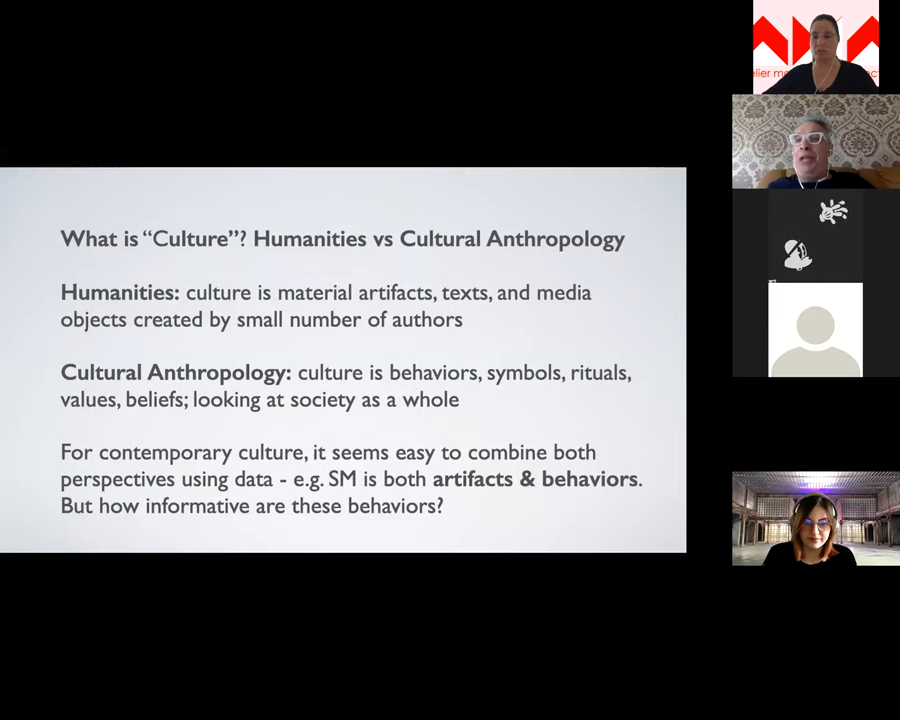 What is “Culture”? Humanities vs Cultural Anthropology
Humanities: culture is material artifacts, texts, and media
objects created by small number of authors
Cultural Anthropology: culture is behaviors, symbols, rituals,
values, beliefs; looking at society as a whole
For contemporary culture, it seems easy to combine both
perspectives using data - e.g. SM is both artifacts & behaviors.
But how informative are these behaviors?